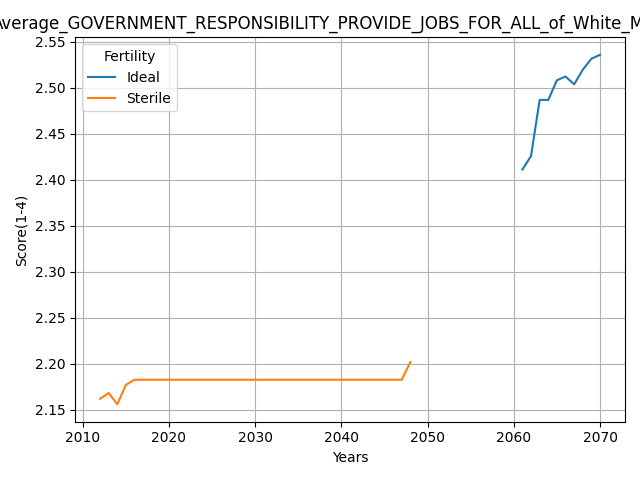 verage_GOVERNMENT_RESPONSIBILITY_PROVIDE_JOBS_FOR_ALL_of_White_M
2.55
2.50
2.45
2.40
2.35
2.30
2.25
2.20
2.15
Score(1-4)
Fertility
Ideal
Sterile
2010 2020 2030 2040 2050 2060 2070
Years